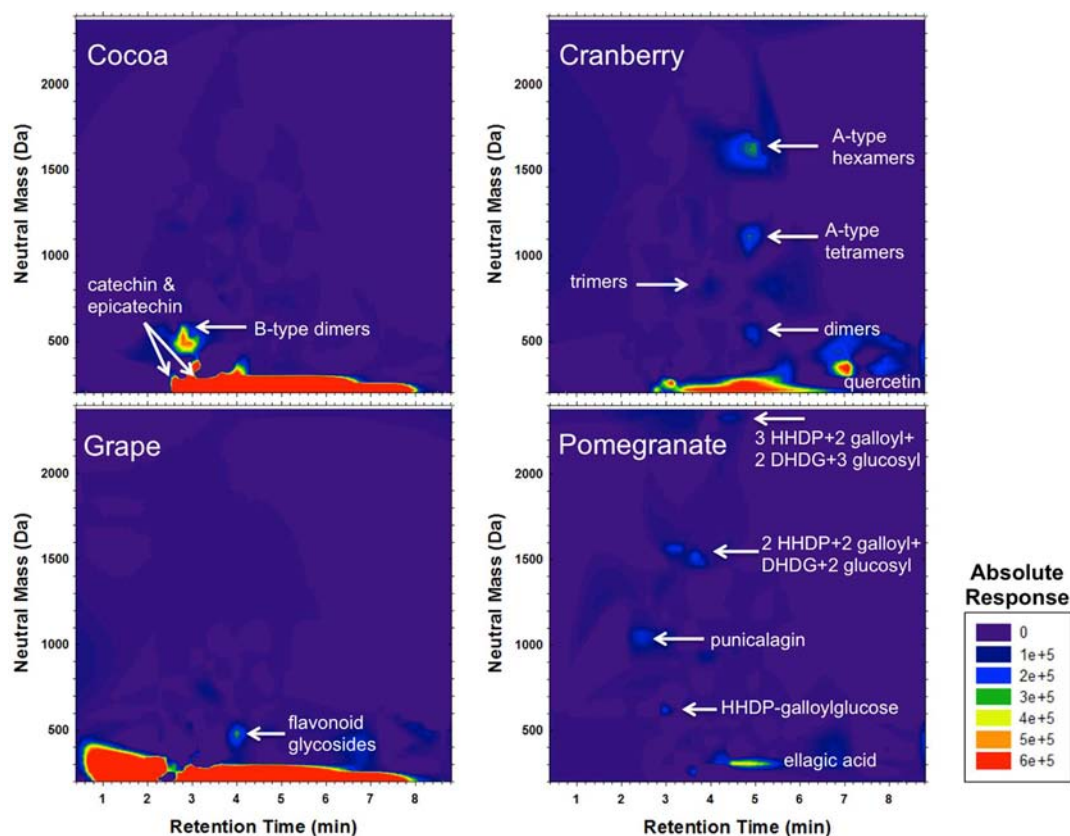 Cocoa
Neutral Mass (Da)
2000
1500
1000
500
catechin &
epicatechin
B-type dimers
Cranberry
Neutral Mass (Da)
2000
1500
1000
500
A-type
hexamers
A-type
tetramers
trimers
dimers
quercetin
Grape
Neutral Mass (Da)
2000
1500
1000
500
flavonoid
glycosides
1 2 3 4 5 6 7 8
Retention Time (min)
Pomegranate
Neutral Mass (Da)
2000
1500
1000
500
3 HHDP+2 galloyl+
2 DHDG+3 glucosyl
2 HHDP+2 galloyl+
DHDG+2 glucosyl
punicalagin
HHDP-galloylglucose
ellagic acid
1 2 3 4 5 6 7 8
Retention Time (min)
Absolute
Response
0
1e+5
2e+5
3e+5
4e+5
5e+5
6e+5